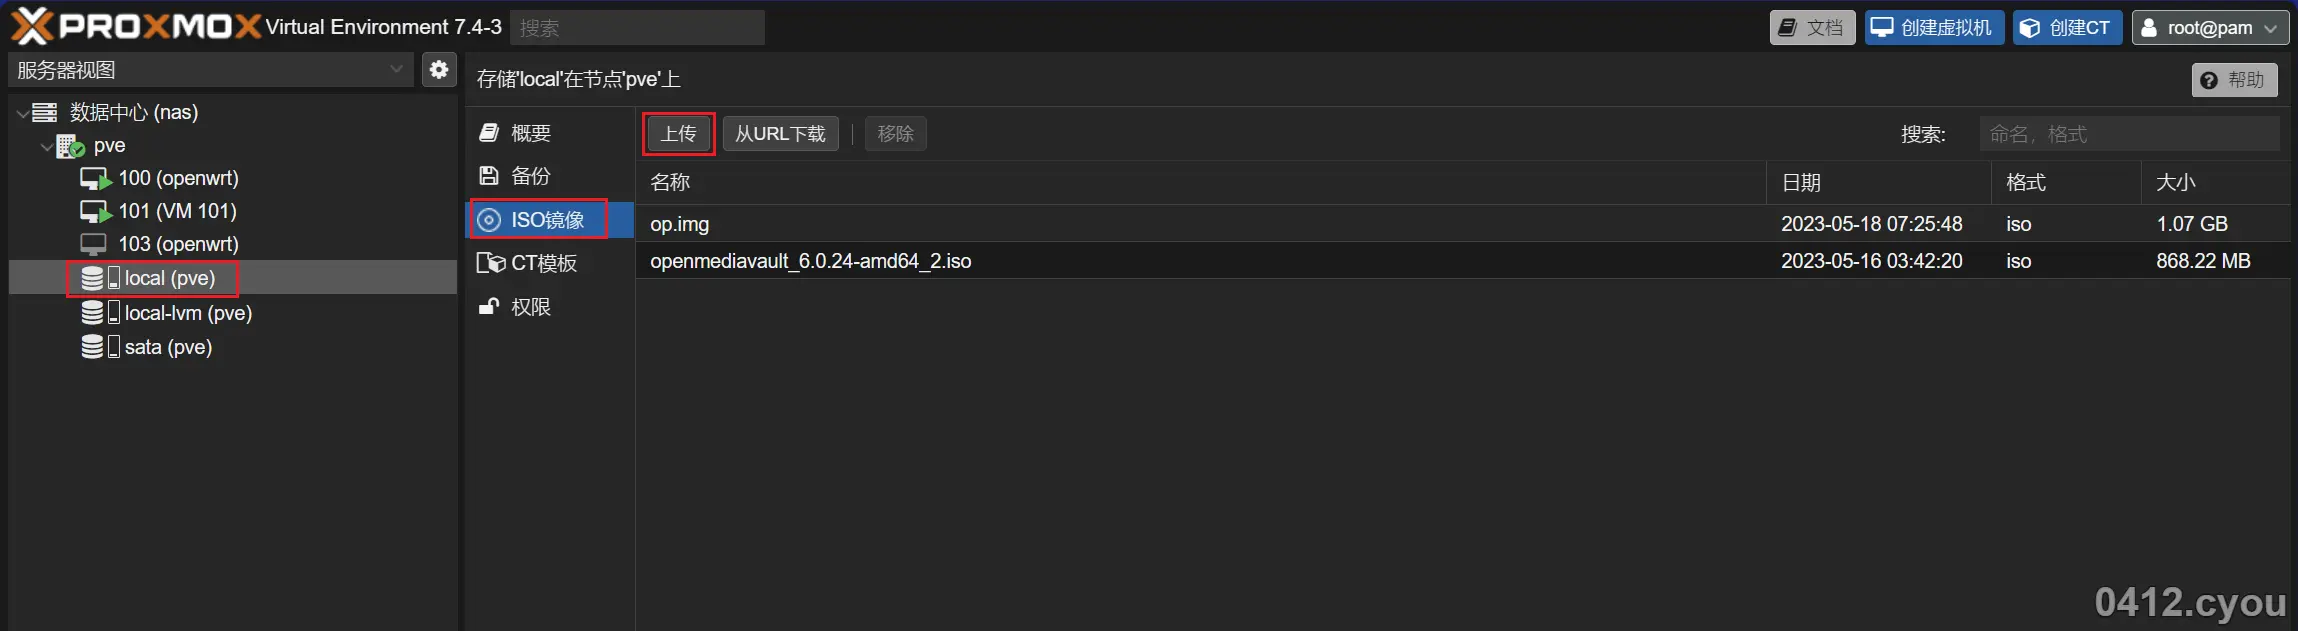 PROXMOX Virtual Environment 7.4-3 搜索 文档 创建虚拟机 创建CT root@pam
服务器视图
数据中心 (nas)
pve
100 (openwrt)
101 (VM 101)
103 (openwrt)
local (pve)
local-lvm (pve)
sata (pve)
存储'local'在节点'pve'上 帮助
概要
备份
ISO镜像
CT模板
权限
上传 从URL下载 移除 搜索: 命名，格式
名称 日期 格式 大小
op.img 2023-05-18 07:25:48 iso 1.07 GB
openmediavault_6.0.24-amd64_2.iso 2023-05-16 03:42:20 iso 868.22 MB
0412.cyou